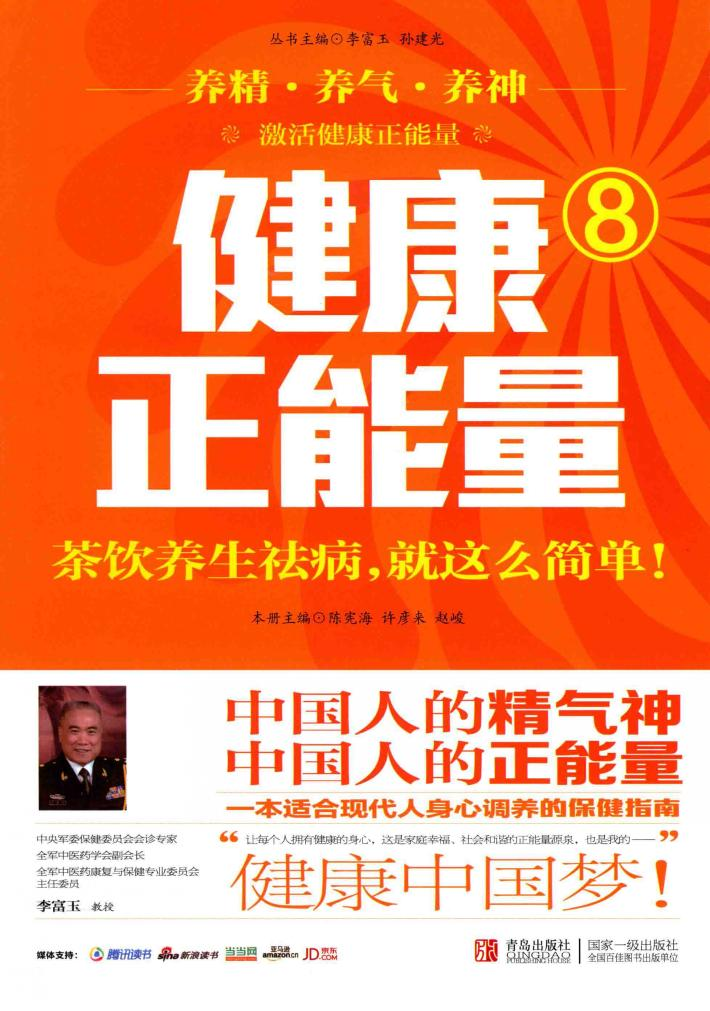 丛书主编⊙李富玉 孙建光
养精·养气·养神
激活健康正能量
健康 8
正能量
茶饮养生祛病,就这么简单!
本册主编⊙陈宪海 许彦来 赵峻
中国人的精气神
中国人的正能量
一本适合现代人身心调养的保健指南
中央军委保健委员会会诊专家
全军中医药学会副会长
全军中医药康复与保健专业委员会
主任委员
李富玉 教授
“让每个人拥有健康的身心，这是家庭幸福、社会和谐的正能量源泉，也是我的——”
健康中国梦!
媒体支持： 腾讯读书 sina新浪读书 当当网 亚马逊 amazon.cn JD京东 JD.COM
青岛出版社
QINGDAO
PUBLISHING HOUSE
国家一级出版社
全国百佳图书出版单位